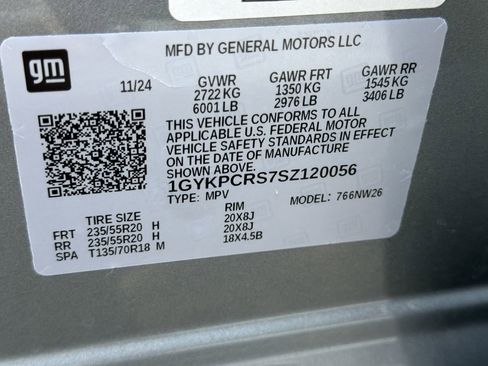 gm
MFD BY GENERAL MOTORS LLC
11/24 GVWR GAWR FRT GAWR RR
2722 KG 1350 KG 1545 KG
6001 LB 2976 LB 3406 LB
THIS VEHICLE CONFORMS TO ALL
APPLICABLE U.S. FEDERAL MOTOR
VEHICLE SAFETY STANDARDS IN EFFECT
ON THE DATE OF MANUFACTURE
SHOWN ABOVE.
1GYKPCRS7SZ120056
TYPE: MPV MODEL: 766NW26
TIRE SIZE RIM
FRT 235/55R20 H 20X8J
RR 235/55R20 H 20X8J
SPA T135/70R18 M 18X4.5B